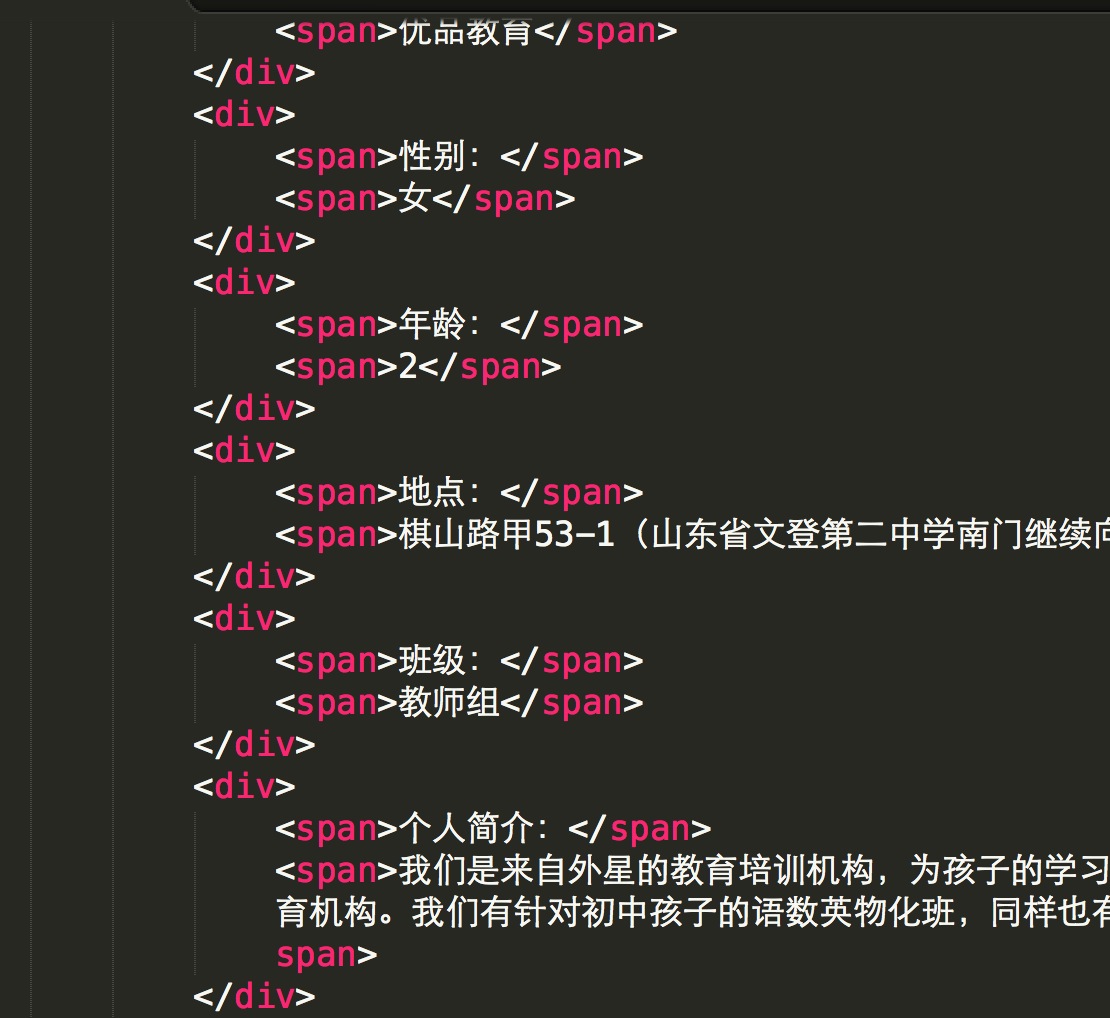 <span>优品教育</span>
</div>
<div>
<span>性别：</span>
<span>女</span>
</div>
<div>
<span>年龄：</span>
<span>2</span>
</div>
<div>
<span>地点：</span>
<span>棋山路甲53-1（山东省文登第二中学南门继续向
</div>
<div>
<span>班级：</span>
<span>教师组</span>
</div>
<div>
<span>个人简介：</span>
<span>我们是来自外星的教育培训机构，为孩子的学习
育机构。我们有针对初中孩子的语数英物化班，同样也有
span>
</div>